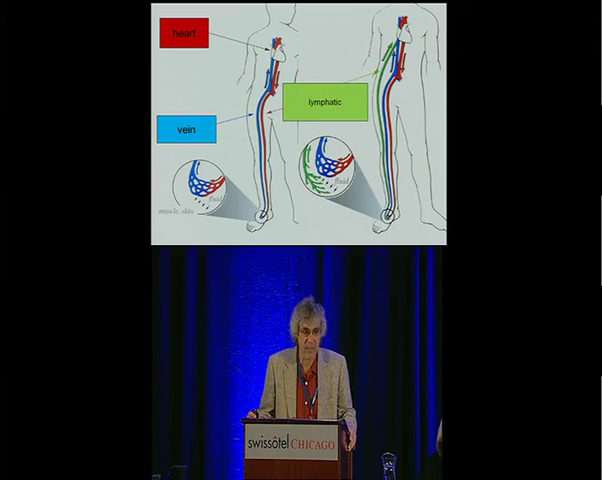 heart
lymphatic
vein
fluid
fluid
muscle, skin
swissôtel CHICAGO